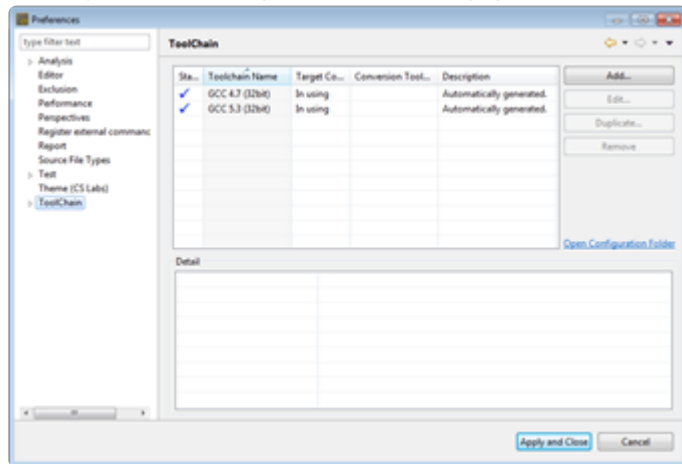 Preferences
type filter text
ToolChain
Analysis
Editor
Exclusion
Performance
Perspectives
Register external commanc
Report
Source File Types
Test
Theme (CS Labs)
ToolChain
Sta... Toolchain Name Target Co... Conversion Tool... Description
GCC 4.7 (32bit) In using Automatically generated.
GCC 5.3 (32bit) In using Automatically generated.
Add...
Edit...
Duplicate...
Remove
Open Configuration Folder
Detail
Apply and Close Cancel